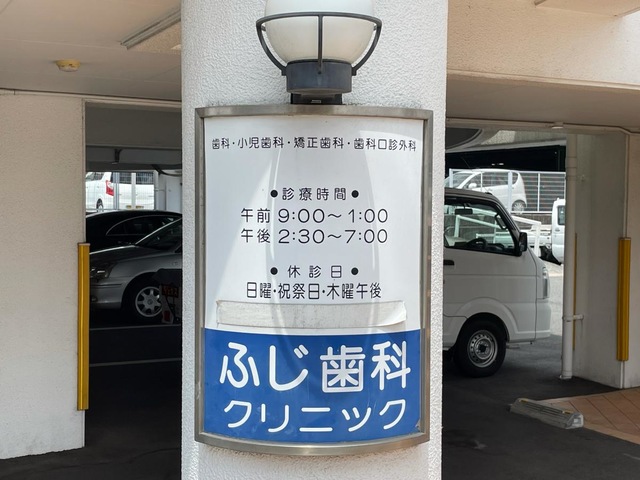 歯科・小児歯科・矯正歯科・歯科口診外科
●診療時間●
午前 9:00〜1:00
午後 2:30〜7:00
●休診日●
日曜・祝祭日・木曜午後
ふじ歯科
クリニック